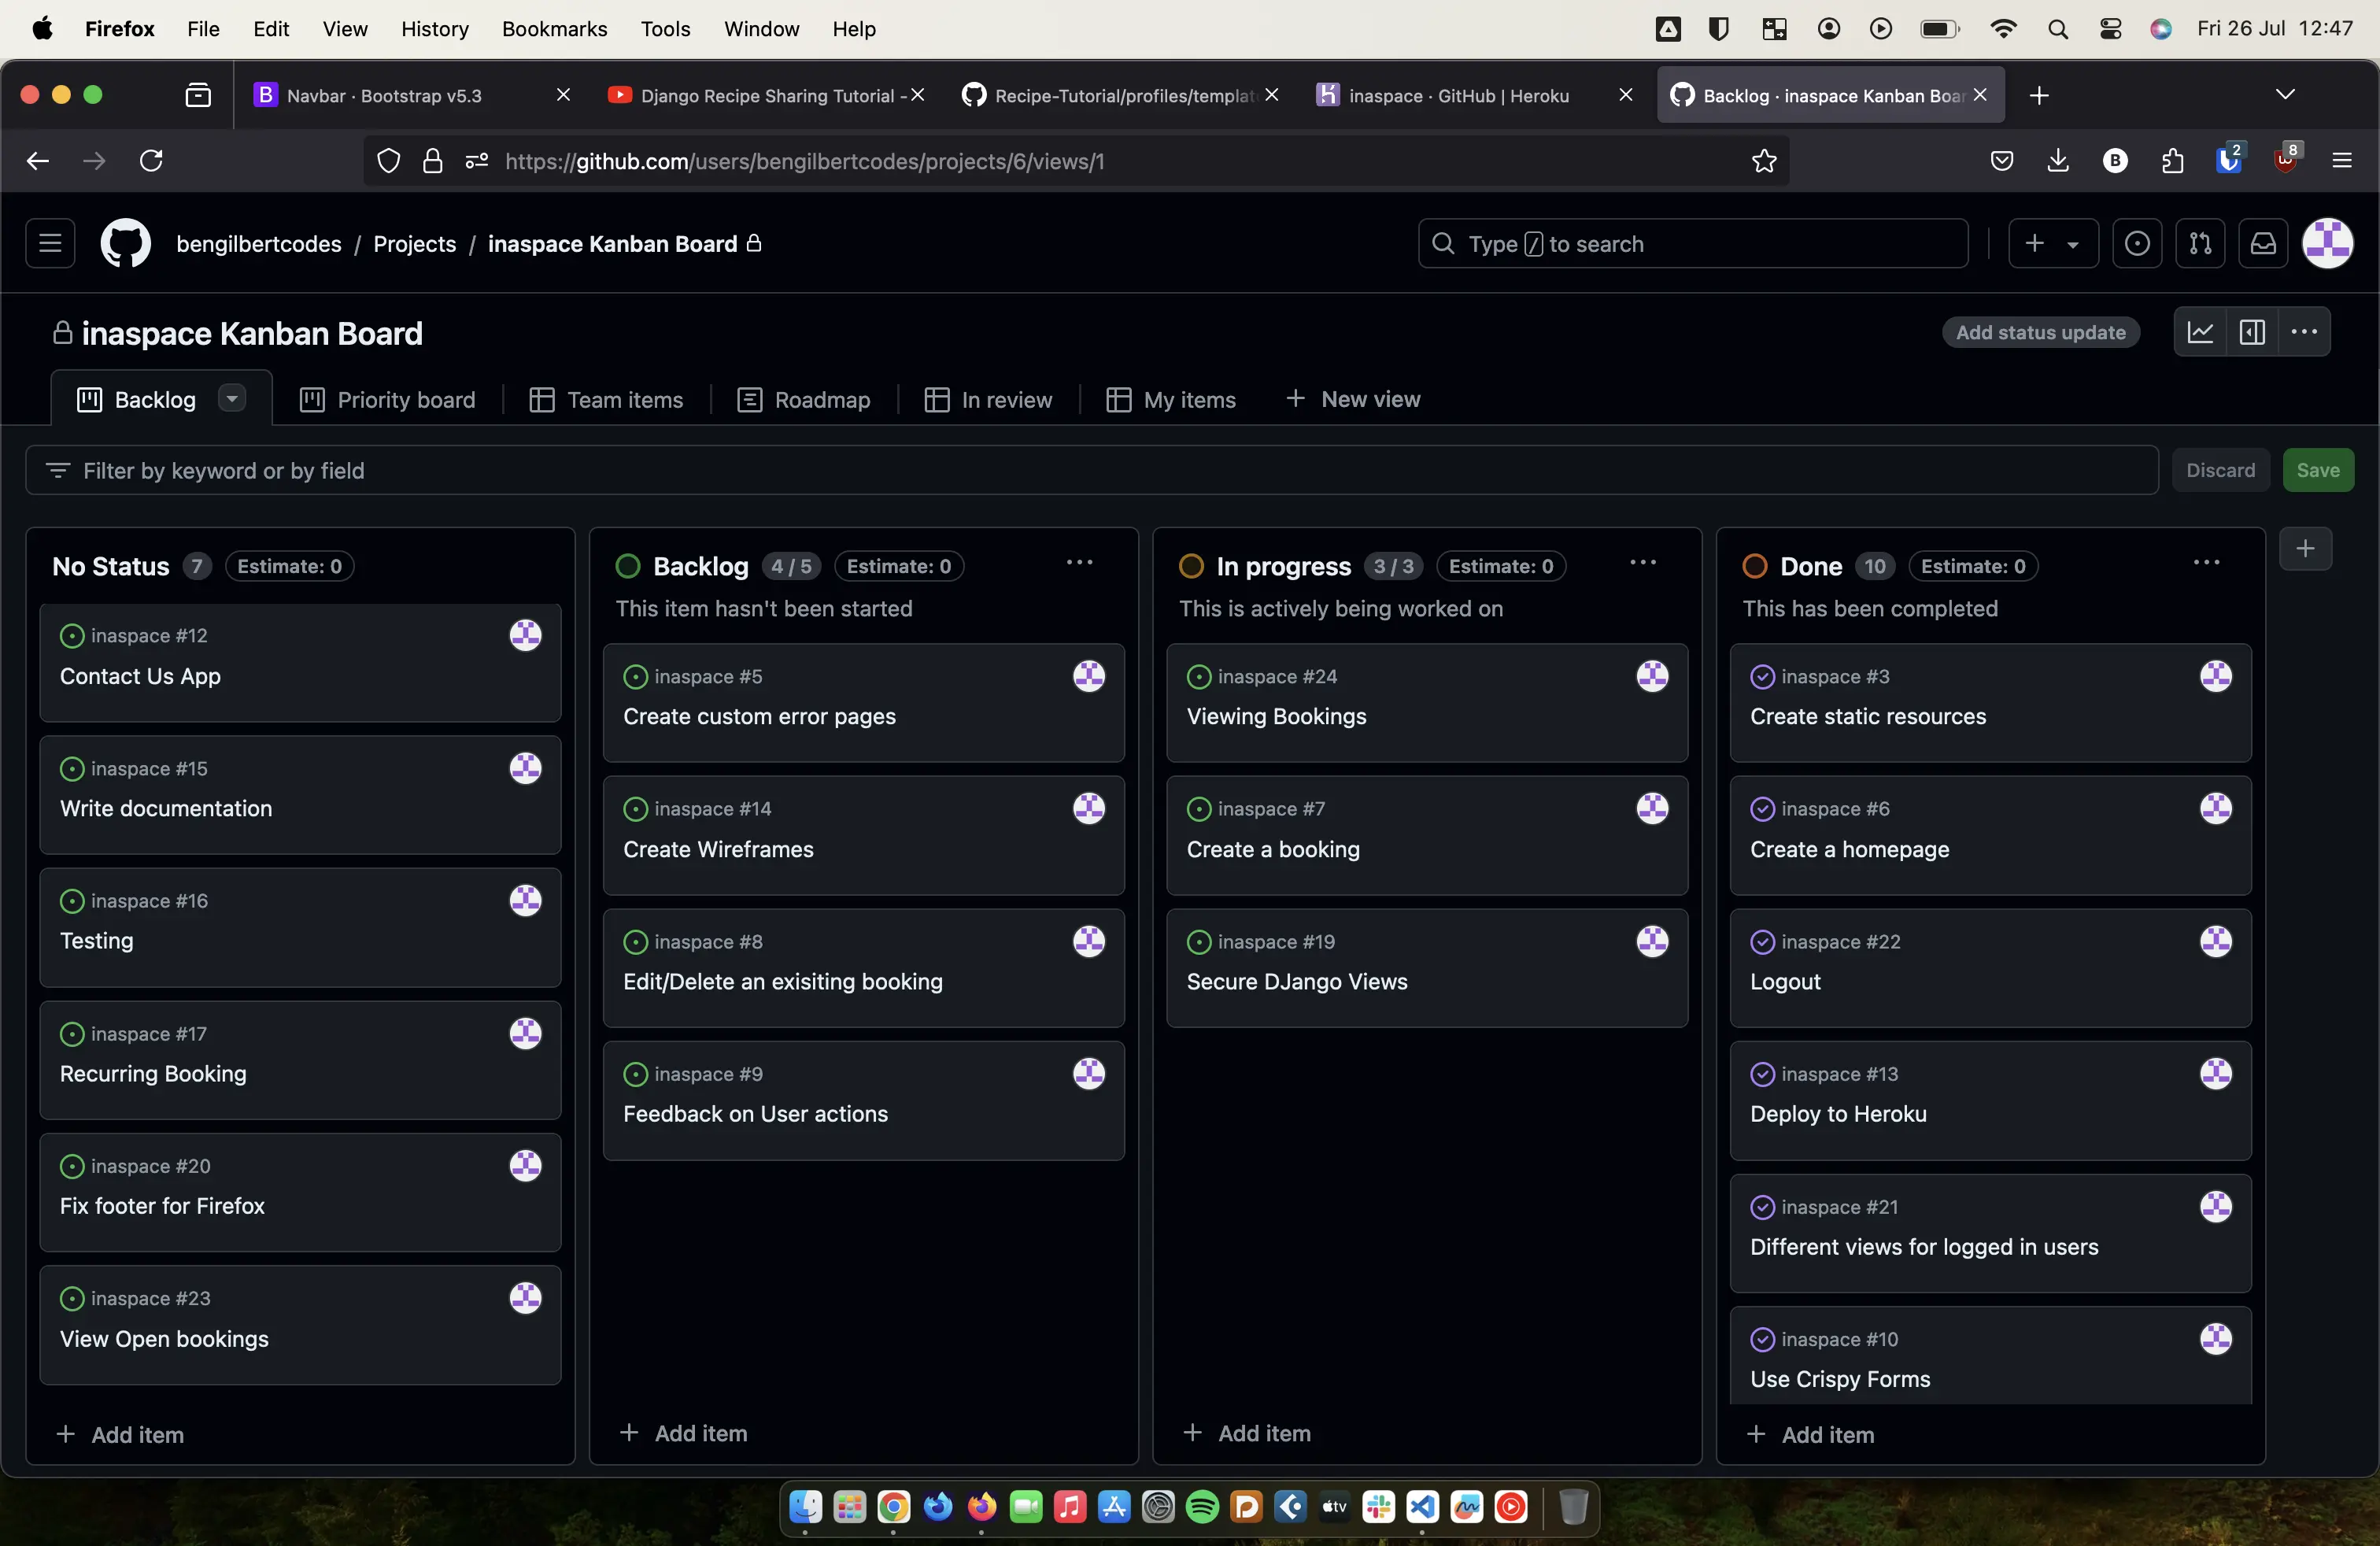 Firefox File Edit View History Bookmarks Tools Window Help Fri 26 Jul 12:47
B Navbar · Bootstrap v5.3
Django Recipe Sharing Tutorial -
Recipe-Tutorial/profiles/templat
inaspace · GitHub | Heroku
Backlog · inaspace Kanban Boar
https://github.com/users/bengilbertcodes/projects/6/views/1
B
2
8
bengilbertcodes / Projects / inaspace Kanban Board
Type / to search
inaspace Kanban Board
Add status update
Backlog
Priority board
Team items
Roadmap
In review
My items
+ New view
Filter by keyword or by field
Discard
Save
No Status 7 Estimate: 0
inaspace #12
Contact Us App
inaspace #15
Write documentation
inaspace #16
Testing
inaspace #17
Recurring Booking
inaspace #20
Fix footer for Firefox
inaspace #23
View Open bookings
+ Add item
Backlog 4 / 5 Estimate: 0
This item hasn't been started
inaspace #5
Create custom error pages
inaspace #14
Create Wireframes
inaspace #8
Edit/Delete an exisiting booking
inaspace #9
Feedback on User actions
+ Add item
In progress 3 / 3 Estimate: 0
This is actively being worked on
inaspace #24
Viewing Bookings
inaspace #7
Create a booking
inaspace #19
Secure DJango Views
+ Add item
Done 10 Estimate: 0
This has been completed
inaspace #3
Create static resources
inaspace #6
Create a homepage
inaspace #22
Logout
inaspace #13
Deploy to Heroku
inaspace #21
Different views for logged in users
inaspace #10
Use Crispy Forms
+ Add item
tv